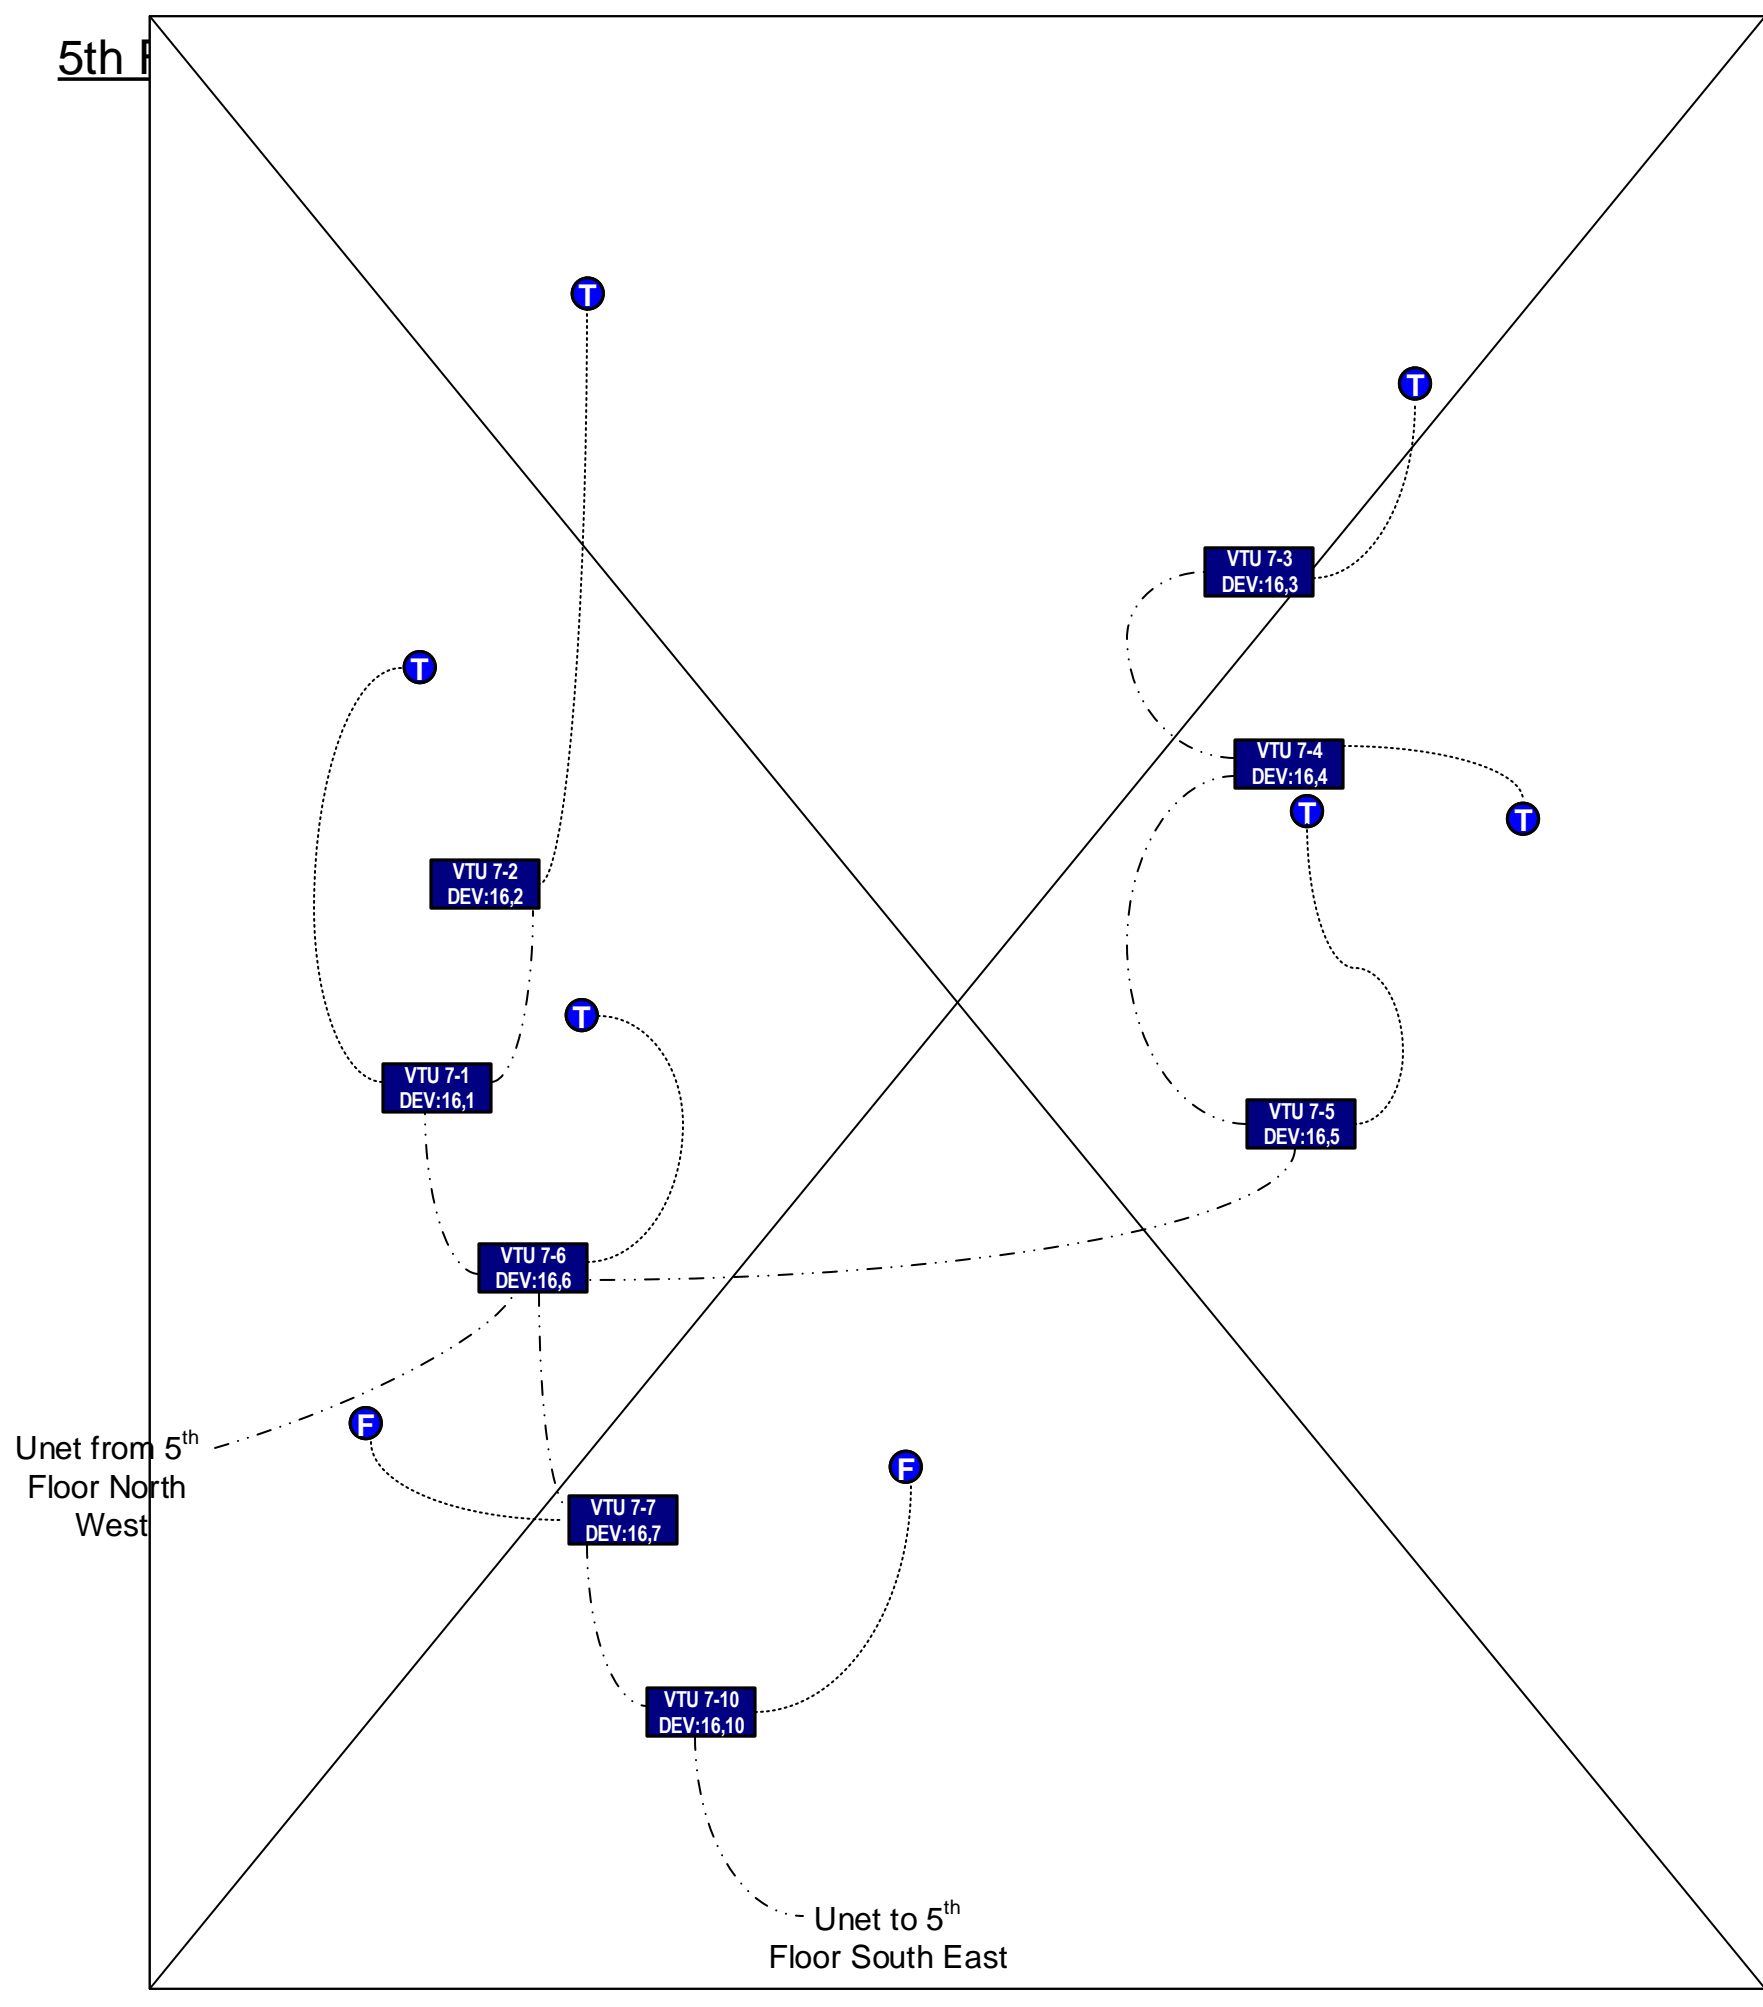 5th F
T
T
VTU 7-3
DEV:16,3
T
VTU 7-4
DEV:16,4
T
T
VTU 7-2
DEV:16,2
T
VTU 7-1
DEV:16,1
VTU 7-5
DEV:16,5
VTU 7-6
DEV:16,6
F
Unet from 5th
Floor North
West
F
VTU 7-7
DEV:16,7
VTU 7-10
DEV:16,10
Unet to 5th
Floor South East